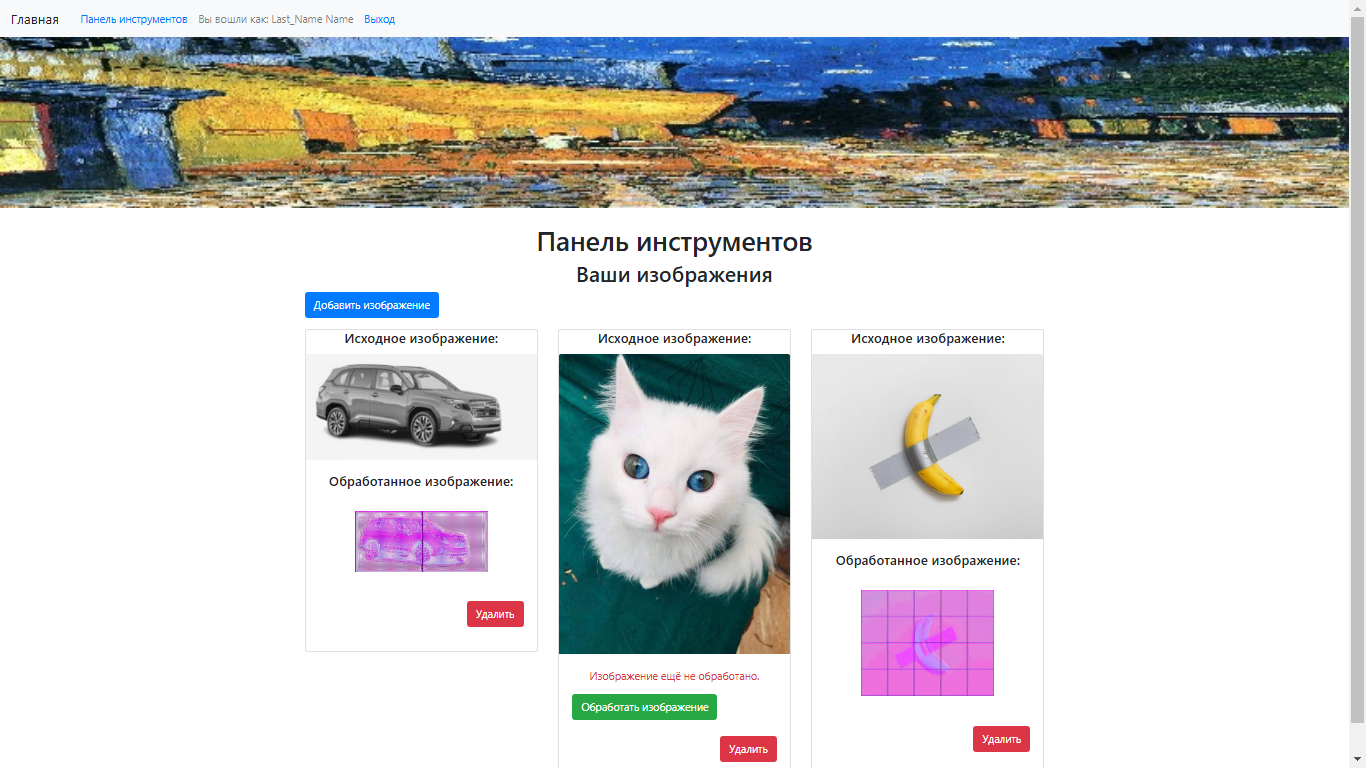 Главная Панель инструментов Вы вошли как: Last_Name Name Выход
Панель инструментов
Ваши изображения
Добавить изображение
Исходное изображение:
Обработанное изображение:
Удалить
Исходное изображение:
Изображение ещё не обработано.
Обработать изображение
Удалить
Исходное изображение:
Обработанное изображение:
Удалить